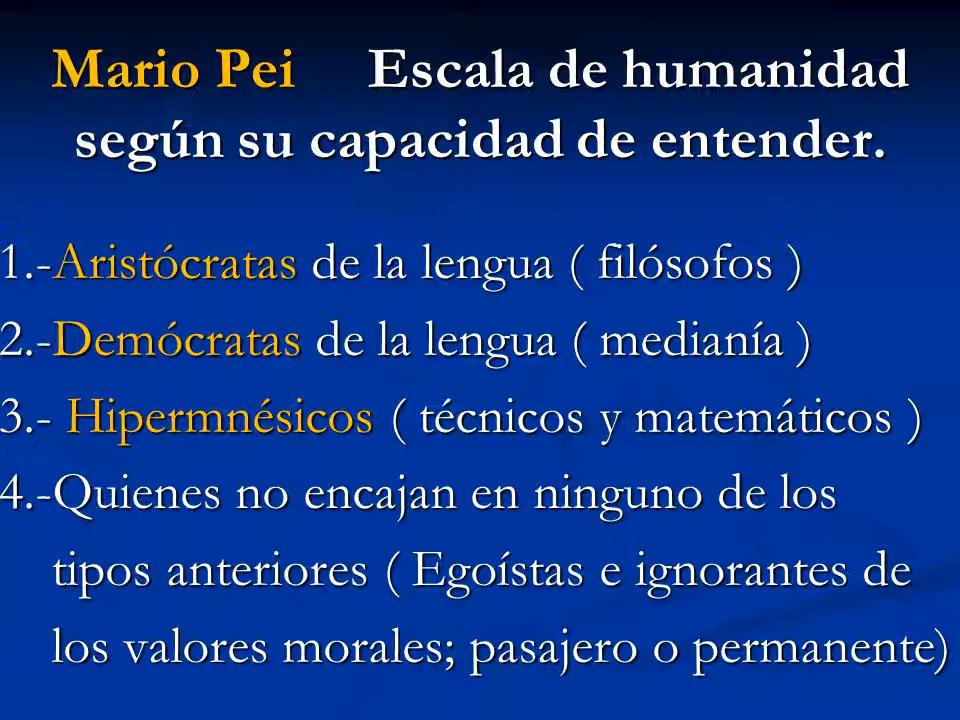 Mario Pei Escala de humanidad
según su capacidad de entender.
1.-Aristócratas de la lengua ( filósofos )
2.-Demócratas de la lengua ( medianía )
3.- Hipermnésicos ( técnicos y matemáticos )
4.-Quienes no encajan en ninguno de los
tipos anteriores ( Egoístas e ignorantes de
los valores morales; pasajero o permanente)